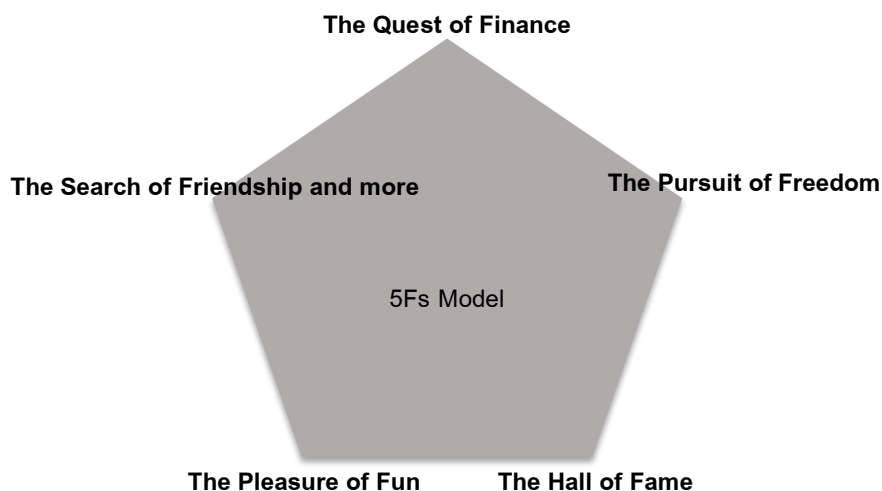 The Quest of Finance
The Search of Friendship and more
The Pursuit of Freedom
5Fs Model
The Pleasure of Fun
The Hall of Fame